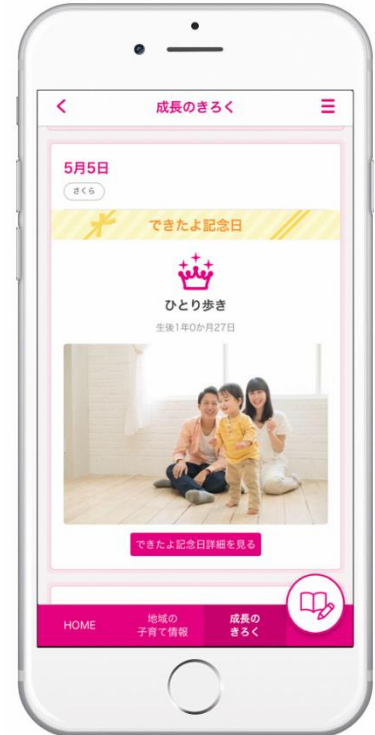 成長のきろく
5月5日
さくら
できたよ記念日
ひとり歩き
生後1年0か月27日
できたよ記念日詳細を見る
HOME
地域の
子育て情報
成長の
きろく